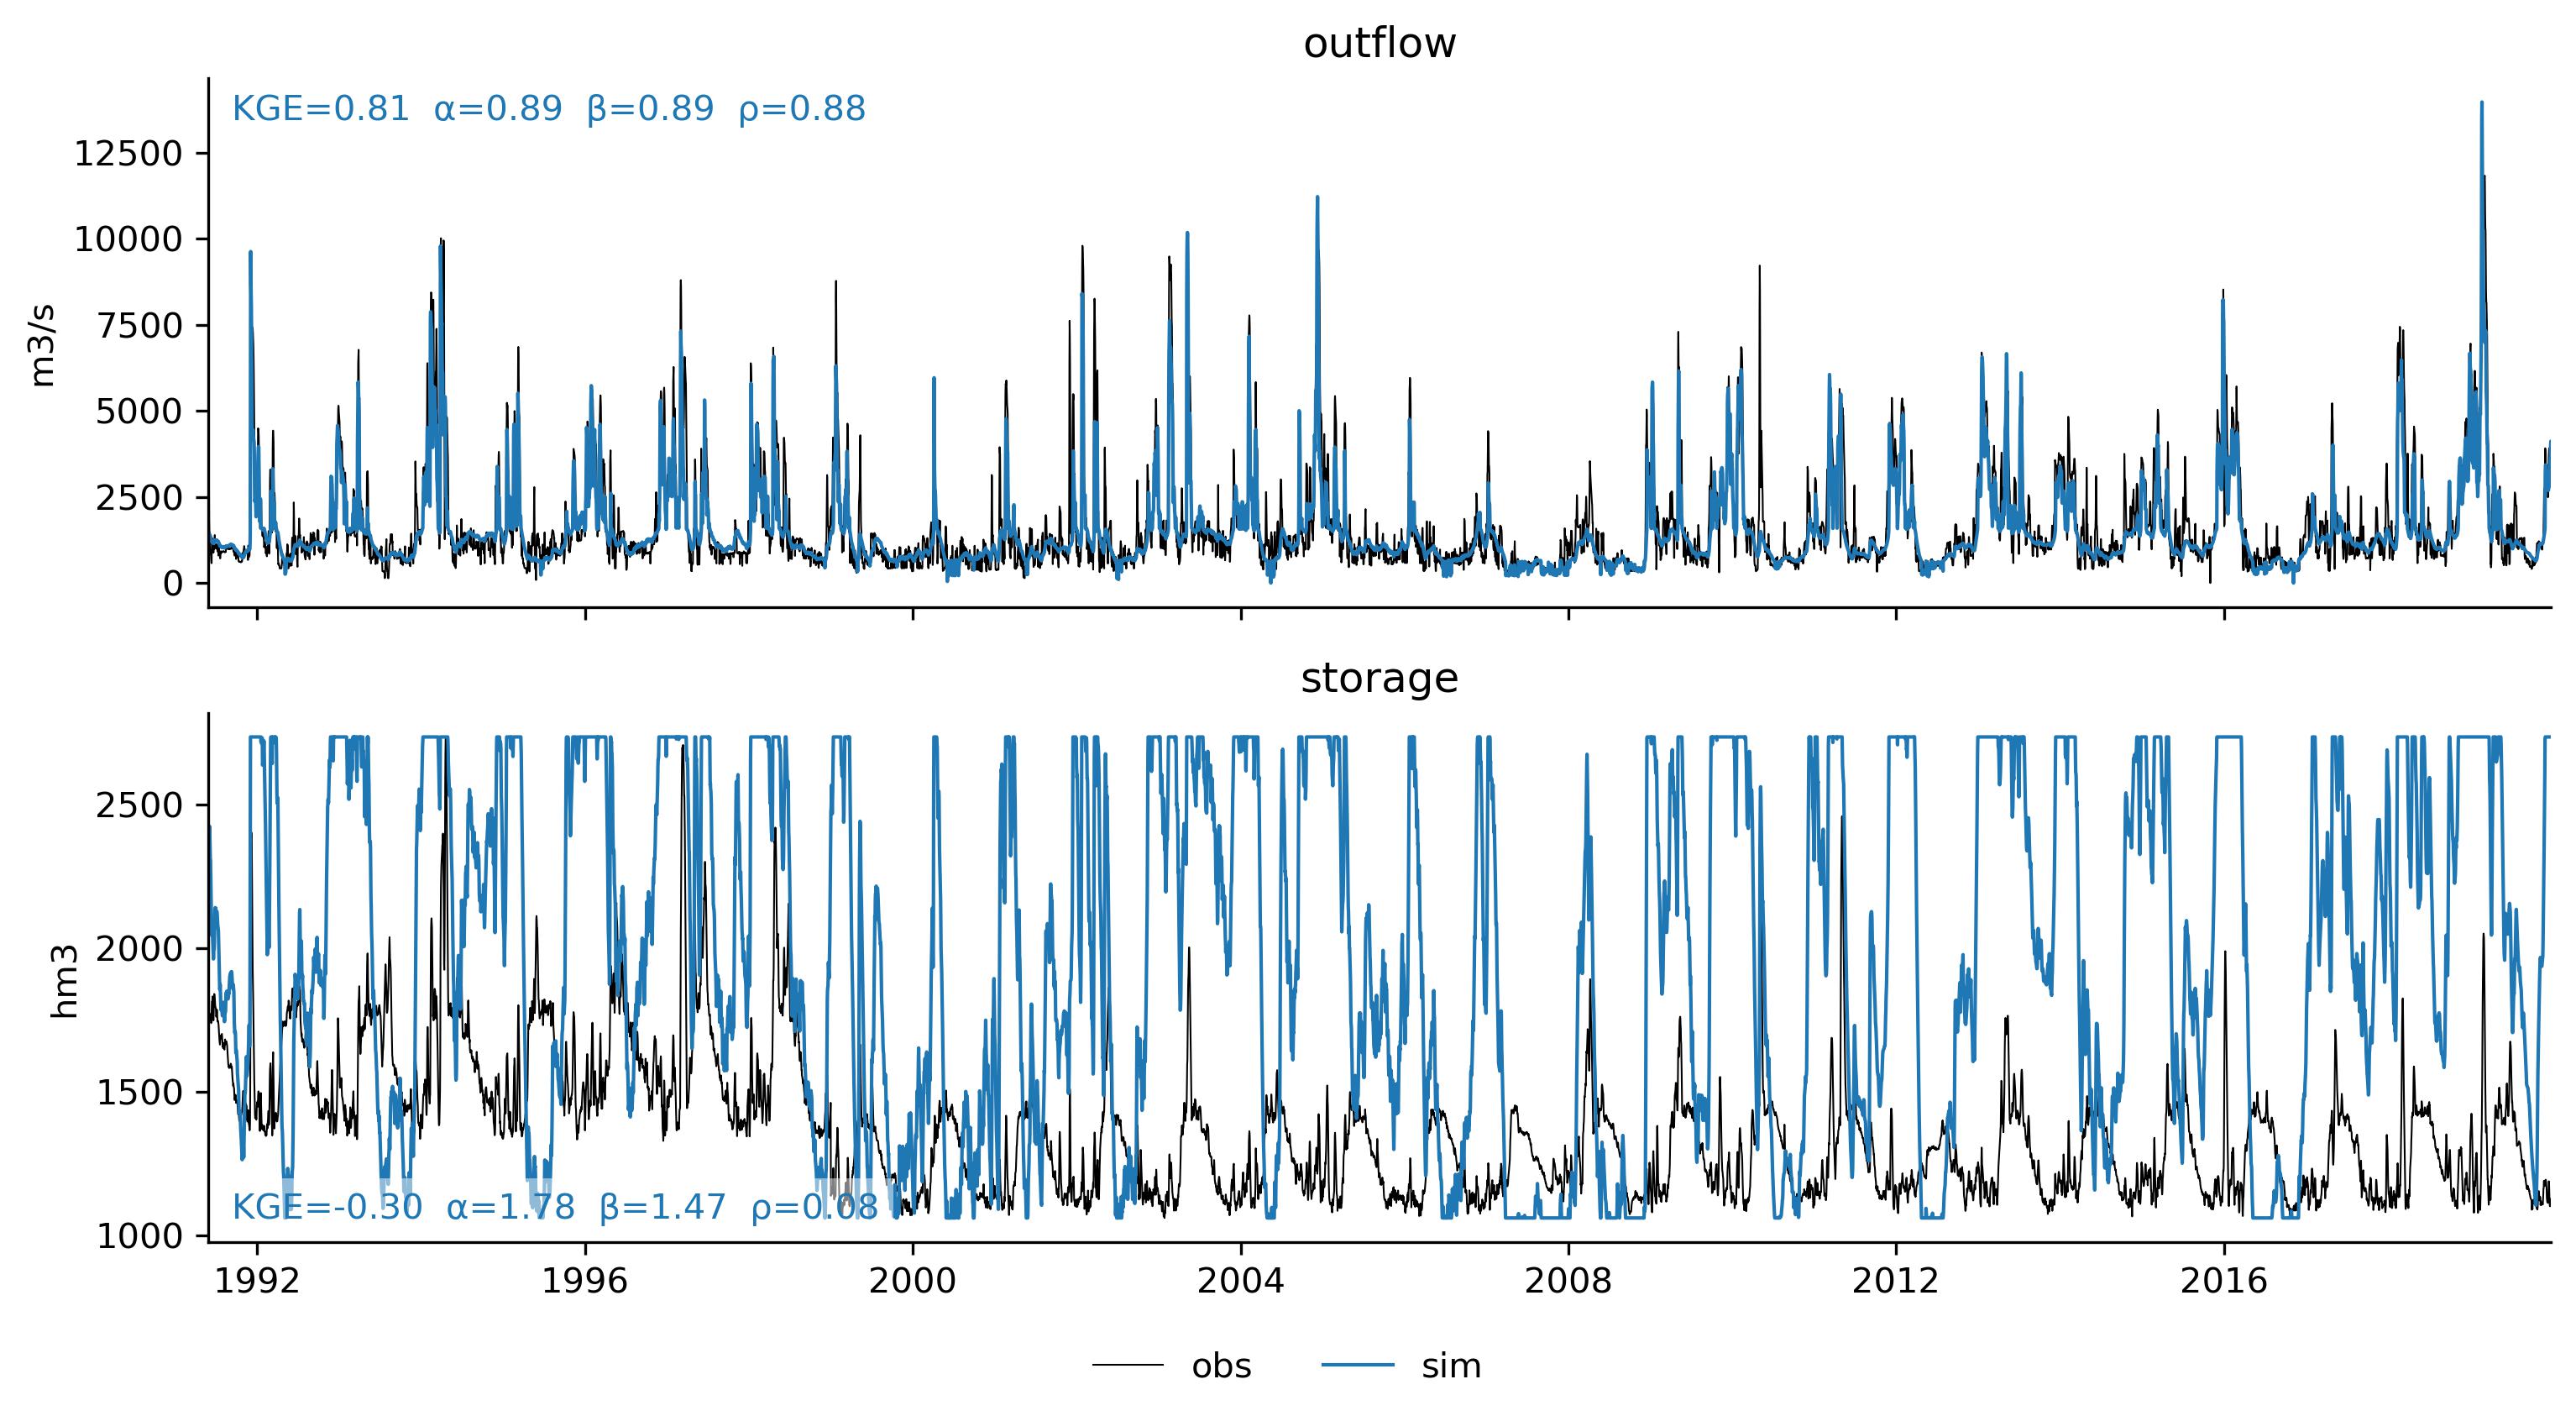 outflow
KGE=0.81 α=0.89 β=0.89 ρ=0.88
12500
10000
7500
5000
2500
0
m3/s
storage
2500
2000
1500
1000
hm3
KGE=-0.30 α=1.78 β=1.47 ρ=0.08
1992 1996 2000 2004 2008 2012 2016
obs sim